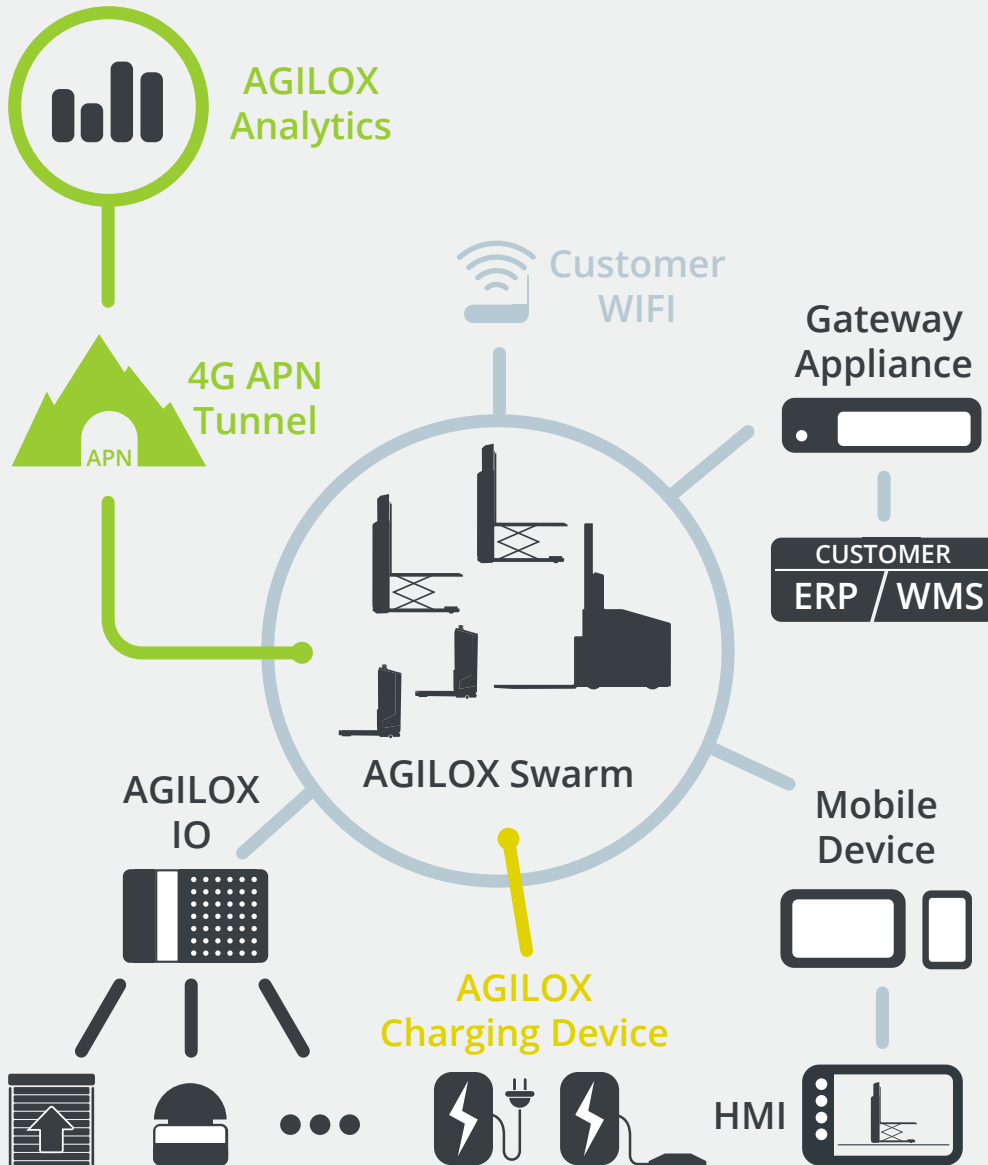 AGILOX
Analytics
Customer
WIFI
Gateway
Appliance
4G APN
Tunnel
APN
CUSTOMER
ERP / WMS
AGILOX Swarm
AGILOX
IO
Mobile
Device
AGILOX
Charging Device
HMI